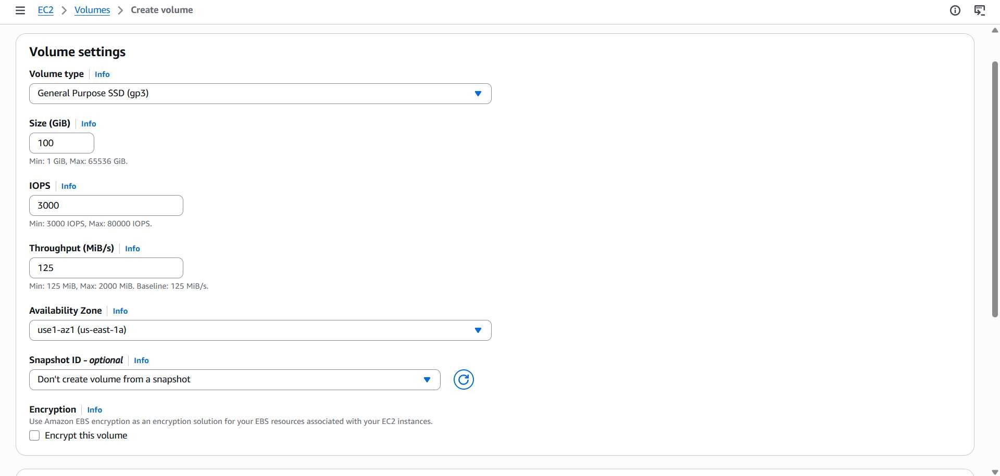 EC2 > Volumes > Create volume
Volume settings
Volume type Info
General Purpose SSD (gp3)
Size (GiB) Info
100
Min: 1 GiB, Max: 65536 GiB.
IOPS Info
3000
Min: 3000 IOPS, Max: 80000 IOPS.
Throughput (MiB/s) Info
125
Min: 125 MiB, Max: 2000 MiB. Baseline: 125 MiB/s.
Availability Zone Info
use1-az1 (us-east-1a)
Snapshot ID - optional Info
Don't create volume from a snapshot
Encryption Info
Use Amazon EBS encryption as an encryption solution for your EBS resources associated with your EC2 instances.
Encrypt this volume